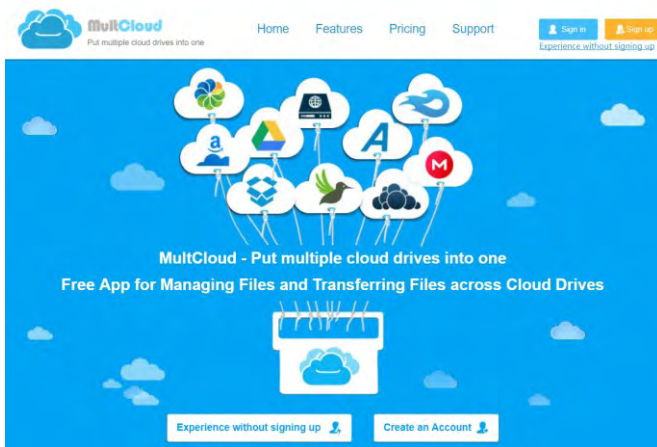 MultCloud
Put multiple cloud drives into one
Home Features Pricing Support
Sign in Sign up
Experience without signing up
a
A
M
MultCloud - Put multiple cloud drives into one
Free App for Managing Files and Transferring Files across Cloud Drives
Experience without signing up Create an Account